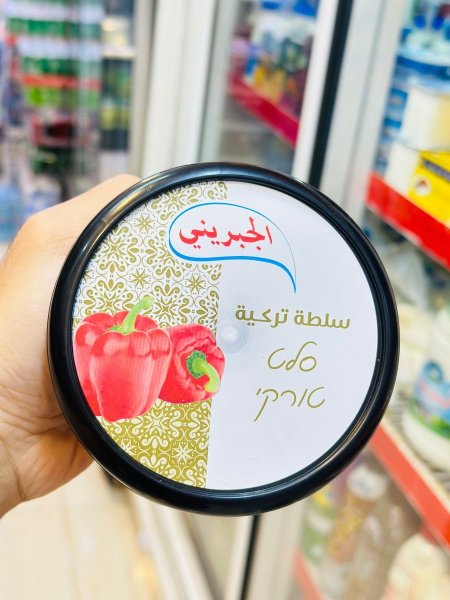 الجبريني
سلطة تركية
סלט
טורקי